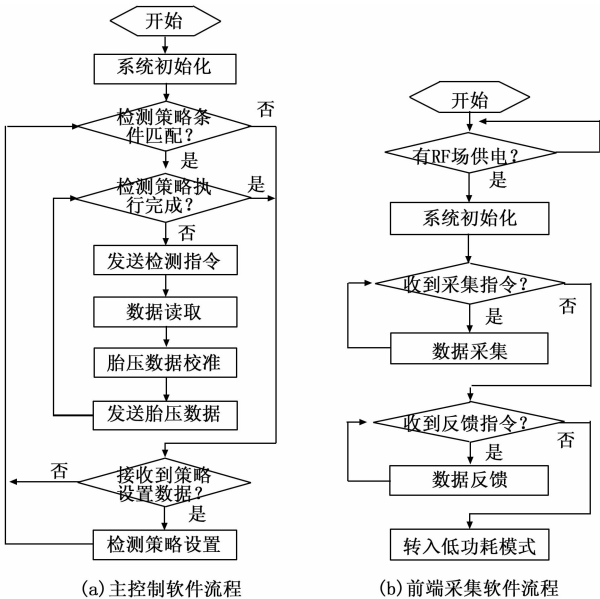 开始
系统初始化
检测策略条
件匹配？
否
是
检测策略执
行完成？
是
否
发送检测指令
数据读取
胎压数据校准
发送胎压数据
接收到策略
设置数据？
否
是
检测策略设置
(a)主控制软件流程
开始
有RF场供电？
是
系统初始化
收到采集指令？
否
是
数据采集
收到反馈指令？
否
是
数据反馈
转入低功耗模式
(b)前端采集软件流程